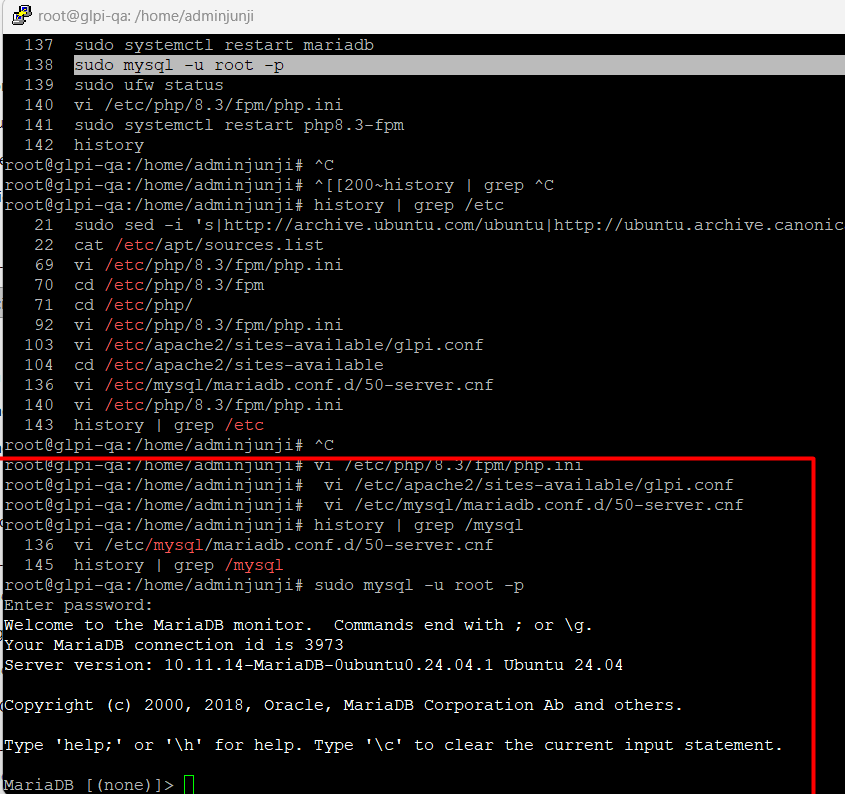 root@glpi-qa: /home/adminjunji
137 sudo systemctl restart mariadb
138 sudo mysql -u root -p
139 sudo ufw status
140 vi /etc/php/8.3/fpm/php.ini
141 sudo systemctl restart php8.3-fpm
142 history
root@glpi-qa:/home/adminjunji# ^C
root@glpi-qa:/home/adminjunji# ^[[200~history | grep ^C
root@glpi-qa:/home/adminjunji# history | grep /etc
21 sudo sed -i 's|http://archive.ubuntu.com/ubuntu|http://ubuntu.archive.canonic
22 cat /etc/apt/sources.list
69 vi /etc/php/8.3/fpm/php.ini
70 cd /etc/php/8.3/fpm
71 cd /etc/php/
92 vi /etc/php/8.3/fpm/php.ini
103 vi /etc/apache2/sites-available/glpi.conf
104 cd /etc/apache2/sites-available
136 vi /etc/mysql/mariadb.conf.d/50-server.cnf
140 vi /etc/php/8.3/fpm/php.ini
143 history | grep /etc
root@glpi-qa:/home/adminjunji# ^C
root@glpi-qa:/home/adminjunji# vi /etc/php/8.3/fpm/php.ini
root@glpi-qa:/home/adminjunji#  vi /etc/apache2/sites-available/glpi.conf
root@glpi-qa:/home/adminjunji#  vi /etc/mysql/mariadb.conf.d/50-server.cnf
root@glpi-qa:/home/adminjunji# history | grep /mysql
136 vi /etc/mysql/mariadb.conf.d/50-server.cnf
145 history | grep /mysql
root@glpi-qa:/home/adminjunji# sudo mysql -u root -p
Enter password:
Welcome to the MariaDB monitor.  Commands end with ; or \g.
Your MariaDB connection id is 3973
Server version: 10.11.14-MariaDB-0ubuntu0.24.04.1 Ubuntu 24.04
Copyright (c) 2000, 2018, Oracle, MariaDB Corporation Ab and others.
Type 'help;' or '\h' for help. Type '\c' to clear the current input statement.
MariaDB [(none)]>